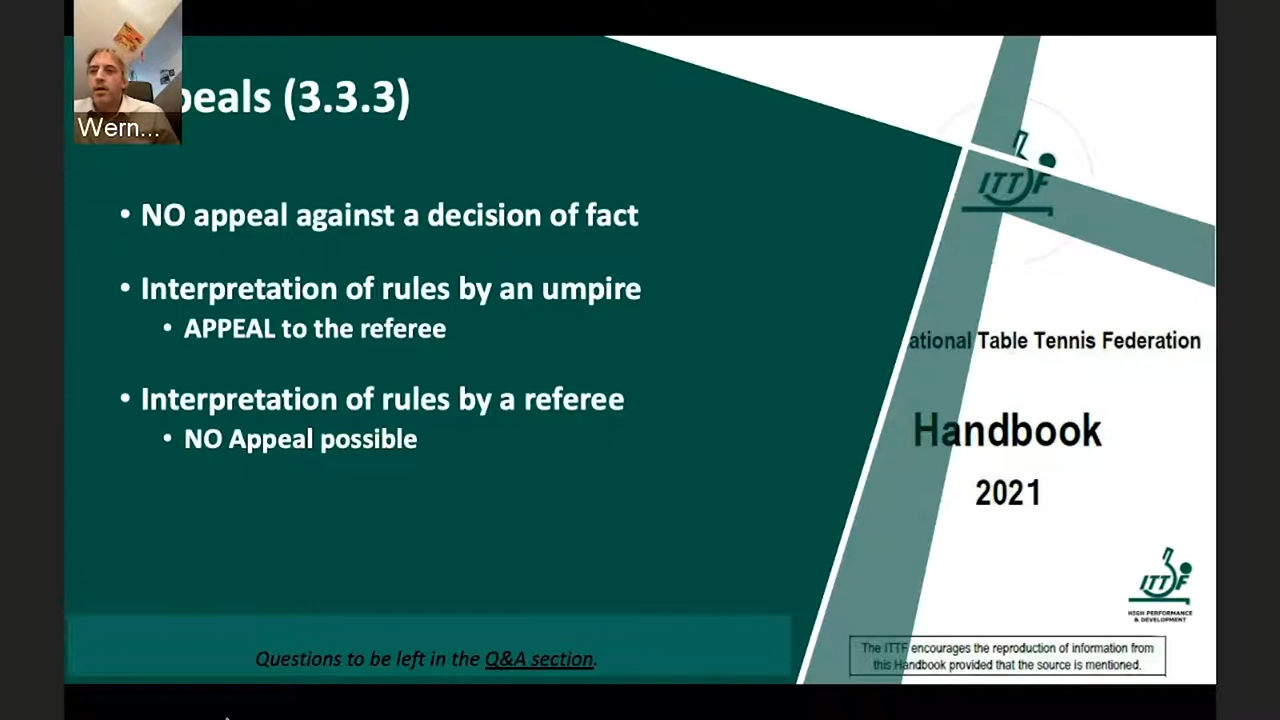 peals (3.3.3)
Wern...
• NO appeal against a decision of fact
• Interpretation of rules by an umpire
• APPEAL to the referee
• Interpretation of rules by a referee
• NO Appeal possible
Questions to be left in the Q&A section.
ITTF
ational Table Tennis Federation
Handbook
2021
ITTF
HIGH PERFORMANCE
& DEVELOPMENT
The ITTF encourages the reproduction of information from
this Handbook provided that the source is mentioned.